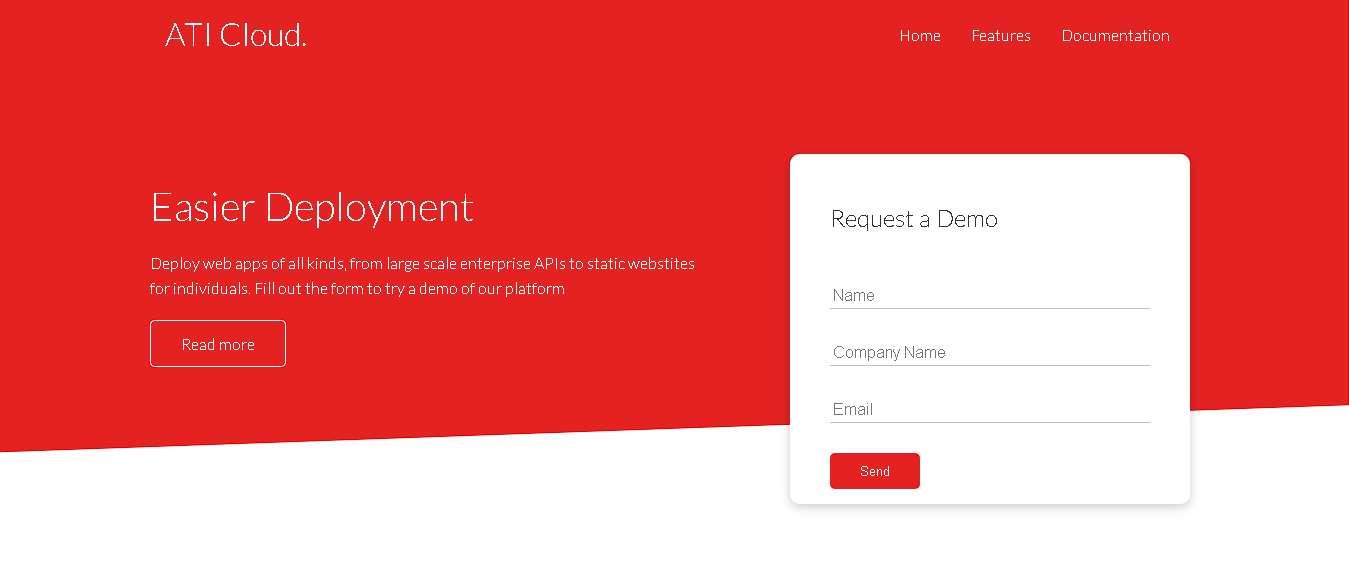 ATI Cloud.
Home Features Documentation
Easier Deployment
Deploy web apps of all kinds, from large scale enterprise APIs to static webstites
for individuals. Fill out the form to try a demo of our platform
Read more
Request a Demo
Name
Company Name
Email
Send